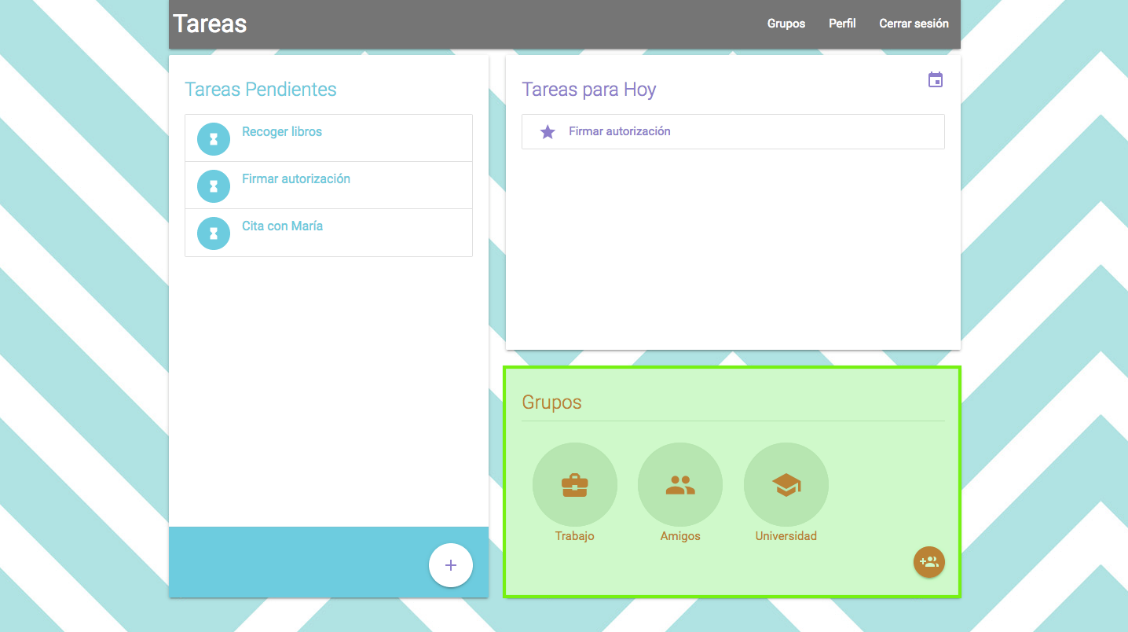 Tareas
Grupos Perfil Cerrar sesión
Tareas Pendientes
Recoger libros
Firmar autorización
Cita con María
+
Tareas para Hoy
Firmar autorización
Grupos
Trabajo Amigos Universidad